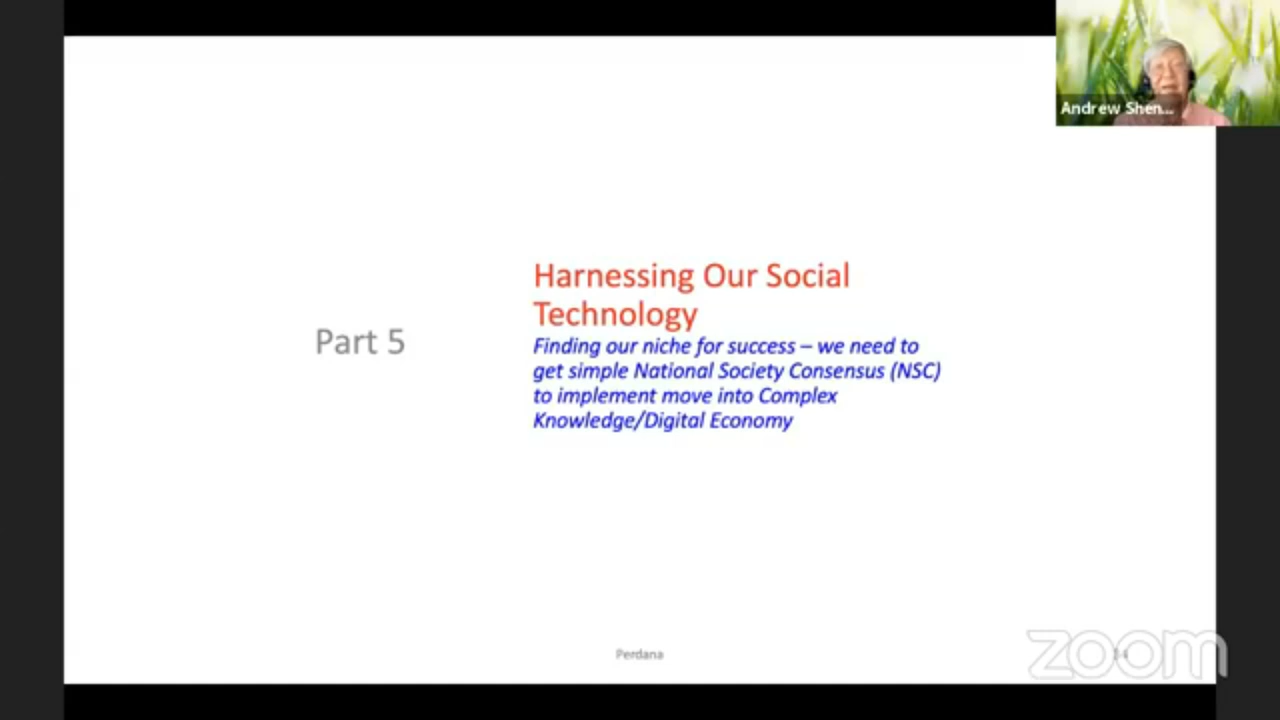 Andrew Shen...
Harnessing Our Social
Technology
Part 5
Finding our niche for success – we need to
get simple National Society Consensus (NSC)
to implement move into Complex
Knowledge/Digital Economy
Perdana
zoom